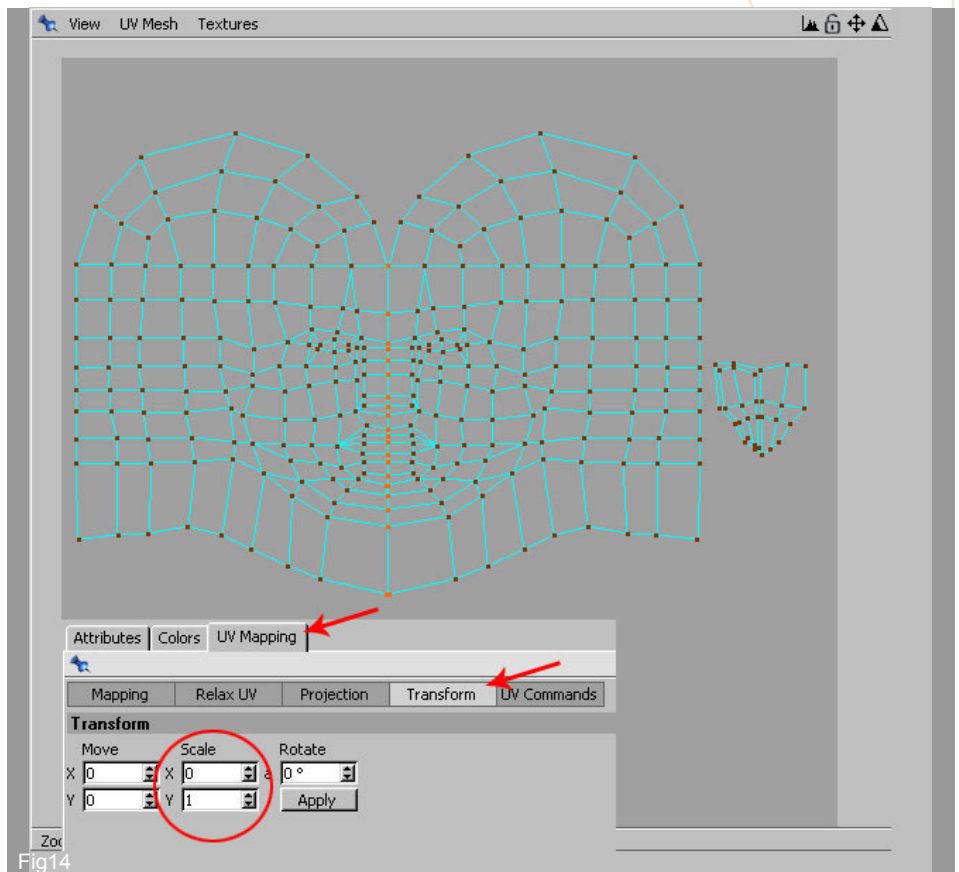 View UV Mesh Textures
Attributes Colors UV Mapping
Mapping Relax UV Projection Transform UV Commands
Transform
Move Scale Rotate
X 0 X 0 a 0 °
Y 0 Y 1 Apply
Fig14